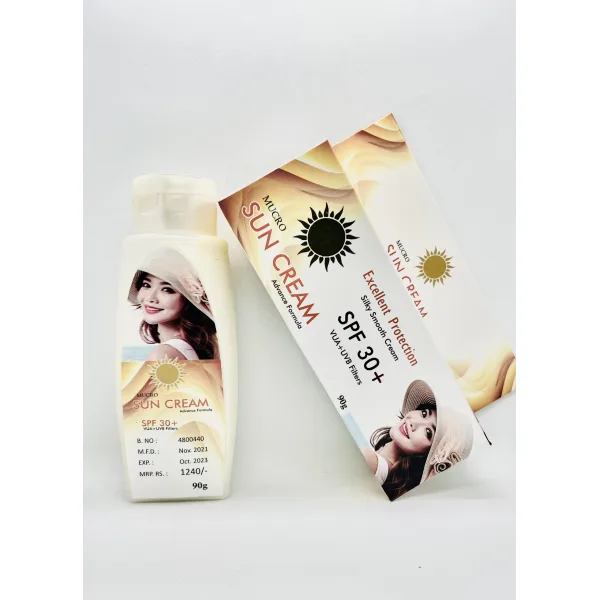 MUCRO
SUN CREAM
Advance Formula
SPF 30+
VUA+UVB Filters
B. NO : 4800440
M.F.D : Nov. 2021
EXP. : Oct. 2023
MRP. RS. : 1240/-
90g
MUCRO
SUN CREAM
Advance Formula
Excellent Protection
Silky Smooth Cream
SPF 30+
VUA+UVB Filters
90g
MUCRO
SUN CREAM